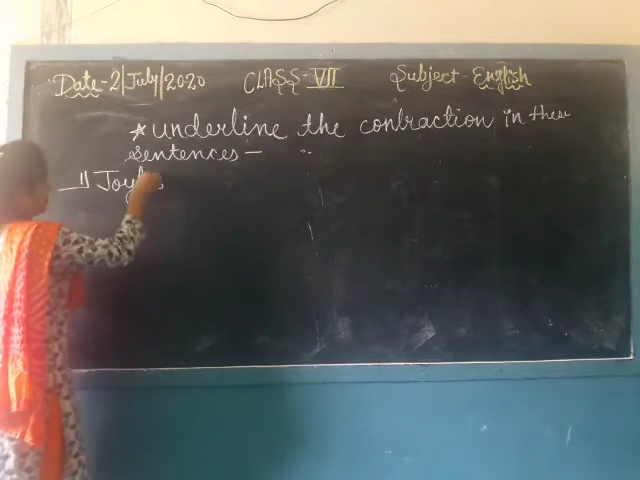 Date-2|July|2020 CLASS-VII Subject-English
*underline the contraction in these
sentences—
1) Joy